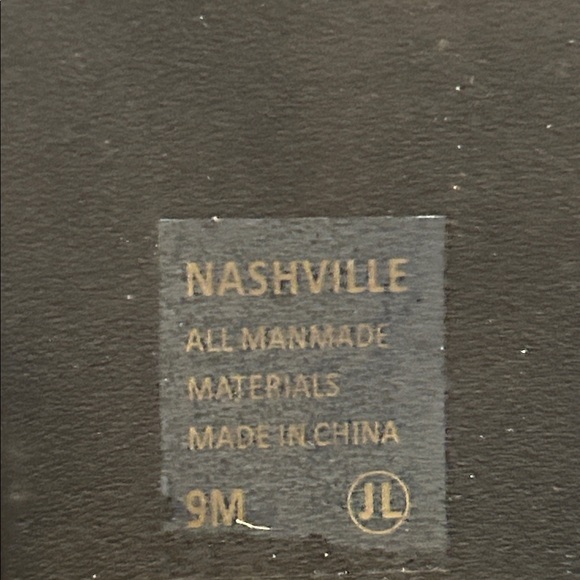 NASHVILLE
ALL MANMADE
MATERIALS
MADE IN CHINA
9M JL